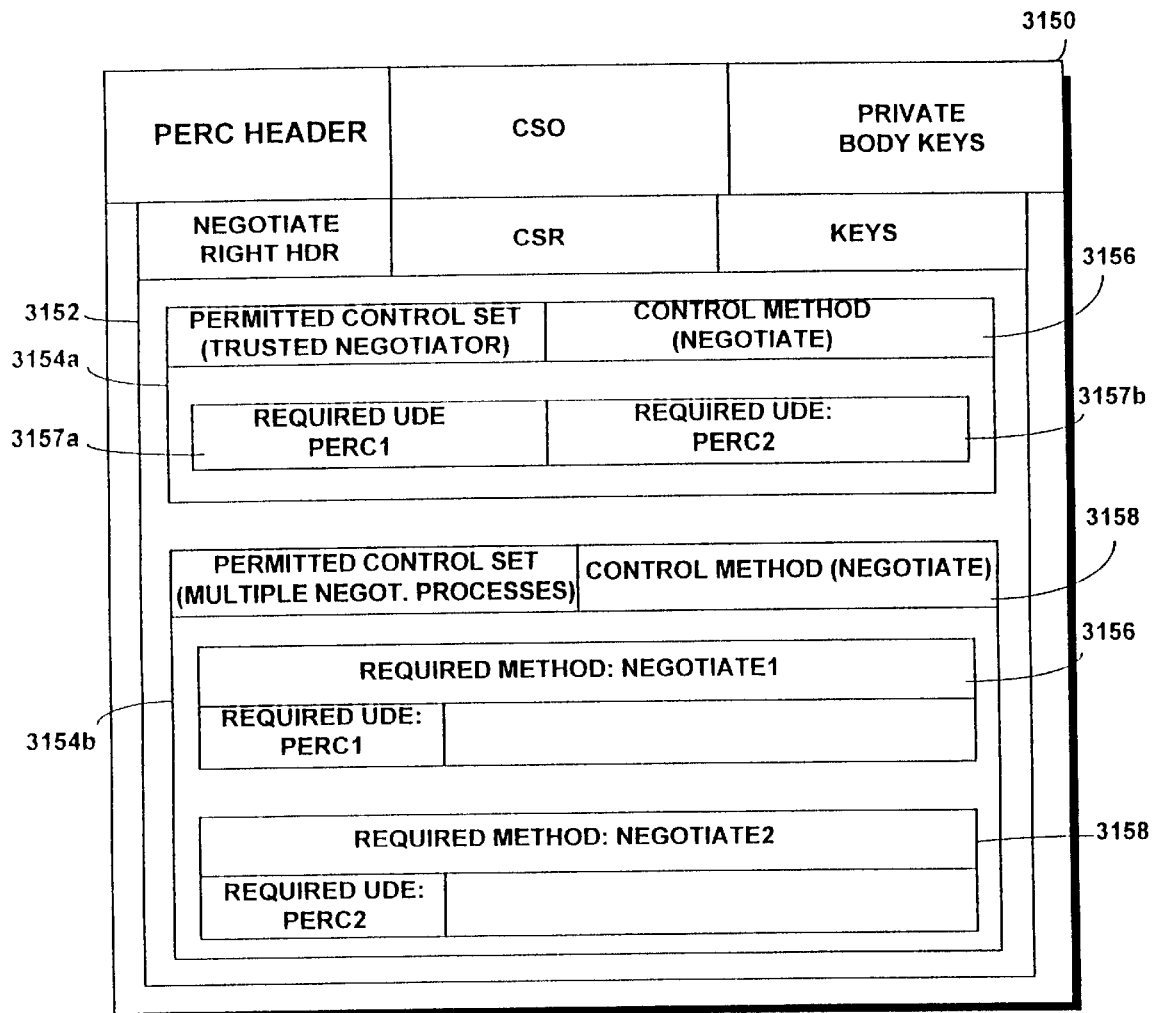 3150
PERC HEADER
CSO
PRIVATE
BODY KEYS
NEGOTIATE
RIGHT HDR
CSR
KEYS
3156
3152
PERMITTED CONTROL SET
(TRUSTED NEGOTIATOR)
CONTROL METHOD
(NEGOTIATE)
3154a
3157a
REQUIRED UDE
PERC1
REQUIRED UDE:
PERC2
3157b
3158
PERMITTED CONTROL SET
(MULTIPLE NEGOT. PROCESSES)
CONTROL METHOD (NEGOTIATE)
3156
REQUIRED METHOD: NEGOTIATE1
REQUIRED UDE:
PERC1
3154b
REQUIRED METHOD: NEGOTIATE2
3158
REQUIRED UDE:
PERC2